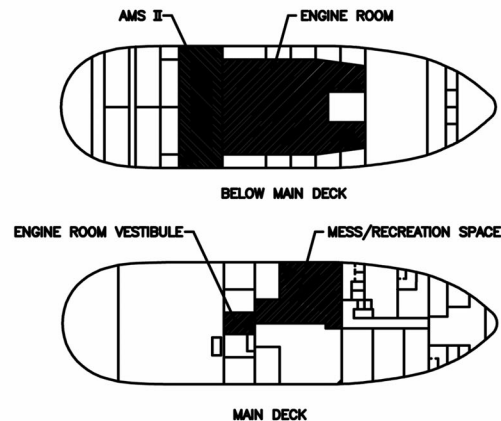 AMS II
ENGINE ROOM
BELOW MAIN DECK
ENGINE ROOM VESTIBULE
MESS/RECREATION SPACE
MAIN DECK